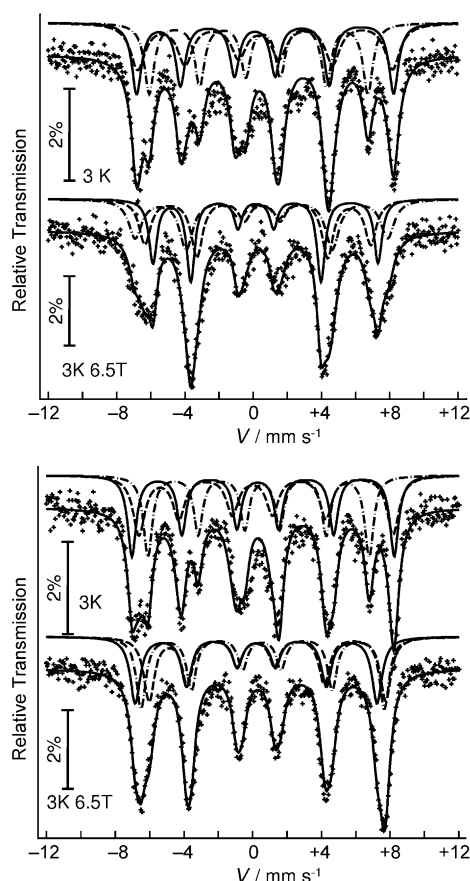 Relative Transmission
2%
3 K
2%
3K 6.5T
−12 −8 −4 0 +4 +8 +12
V / mm s⁻¹
Relative Transmission
2%
3K
2%
3K 6.5T
−12 −8 −4 0 +4 +8 +12
V / mm s⁻¹